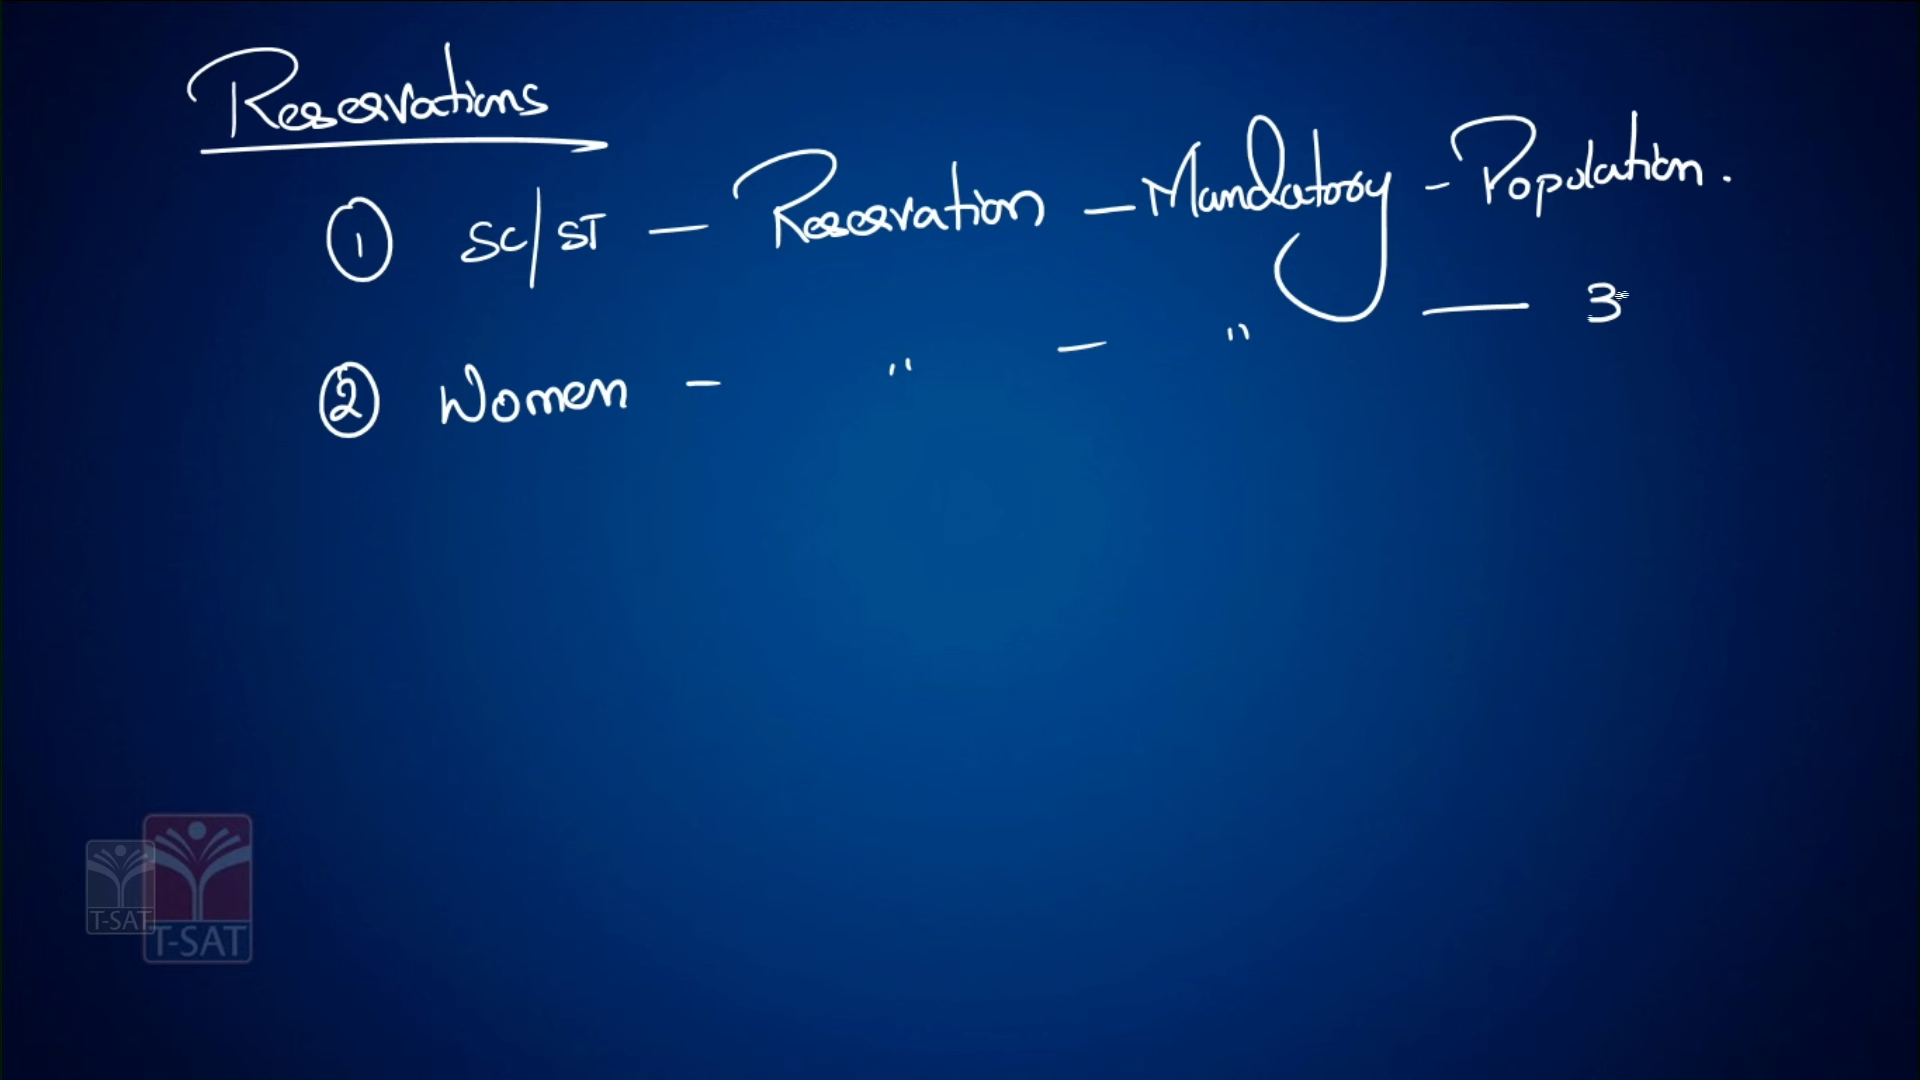 Reservations
① SC/ST — Reservation — Mandatory - Population.
② Women - " - " — 3
T-SAT
T-SAT